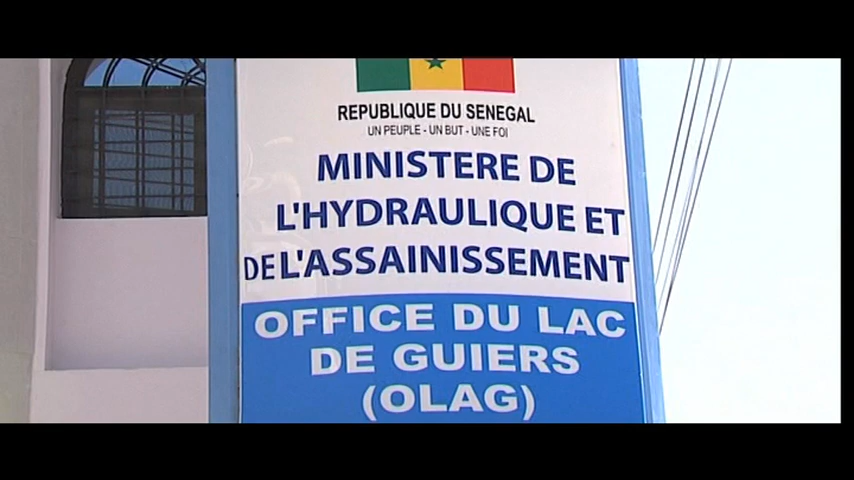 REPUBLIQUE DU SENEGAL
UN PEUPLE - UN BUT - UNE FOI
MINISTERE DE
L'HYDRAULIQUE ET
DE L'ASSAINISSEMENT
OFFICE DU LAC
DE GUIERS
(OLAG)